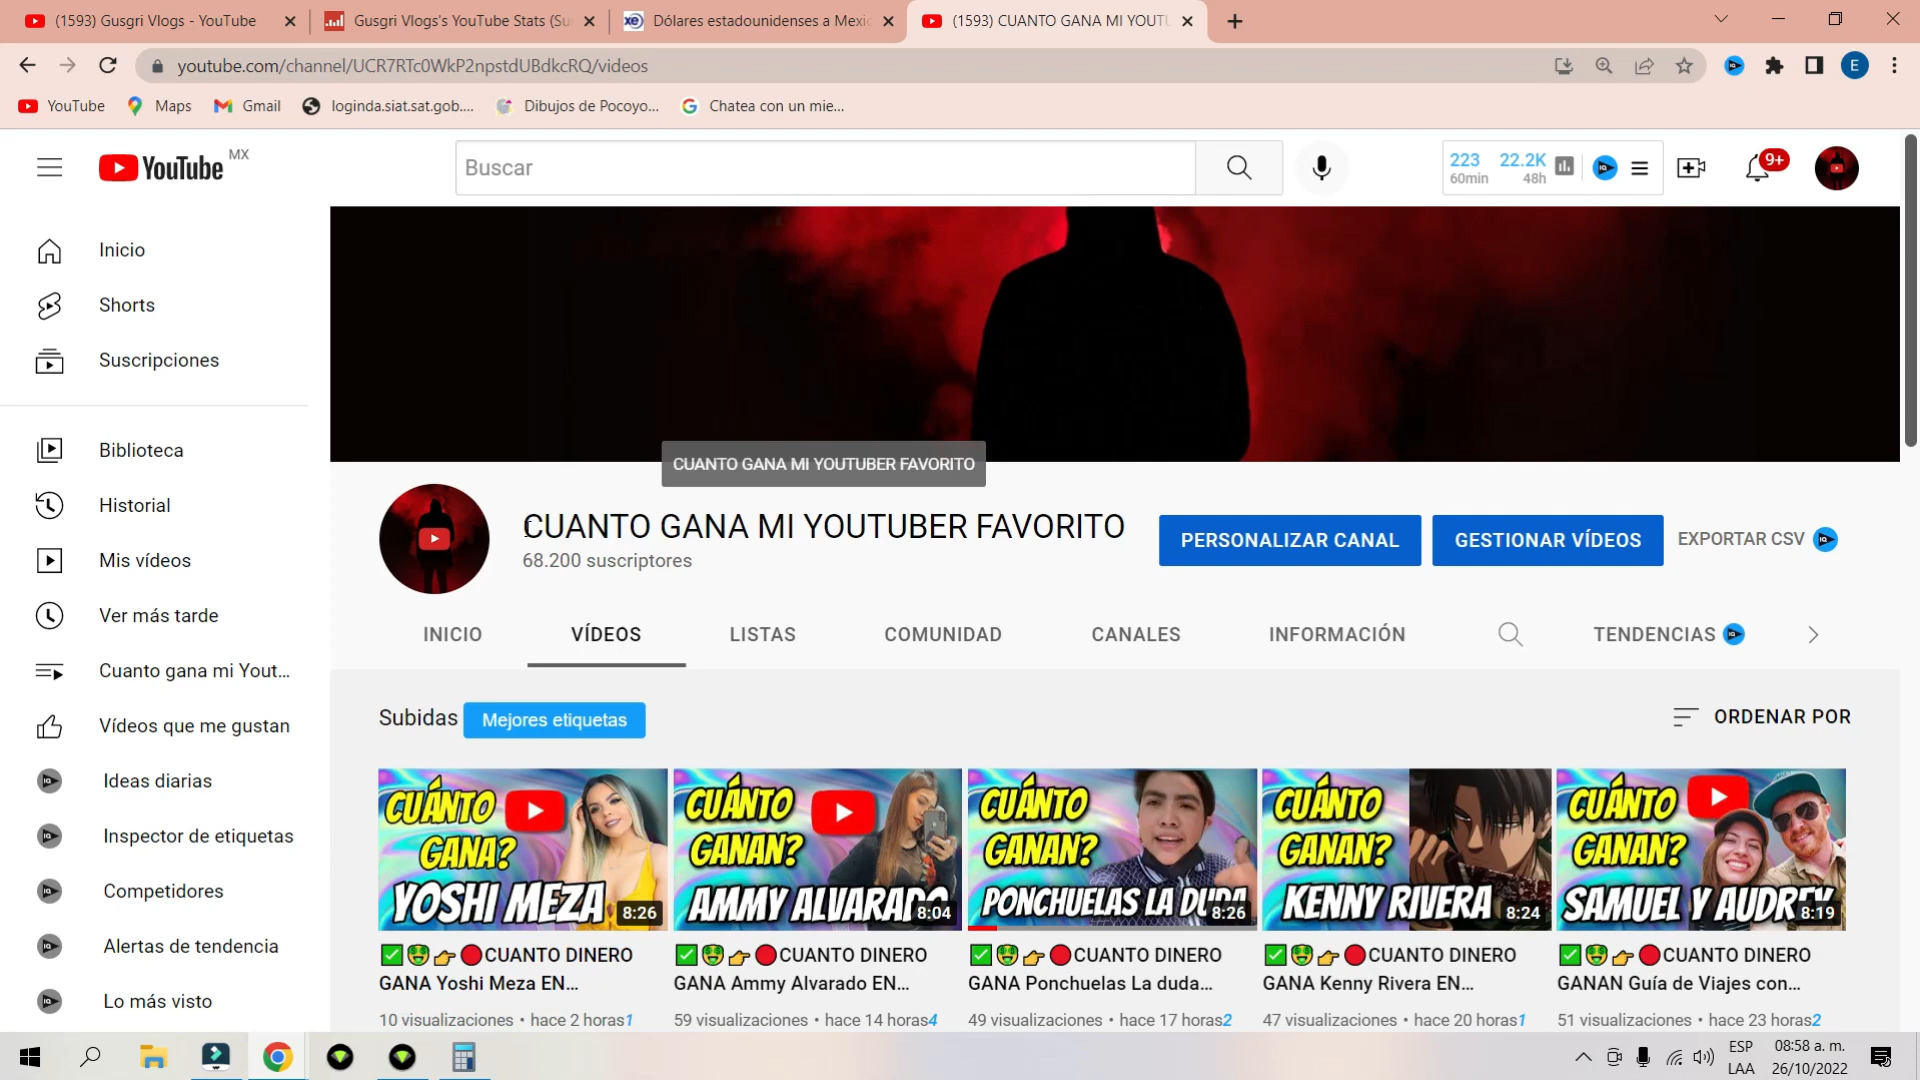 (1593) Gusgri Vlogs - YouTube
Gusgri Vlogs's YouTube Stats (Su
Dólares estadounidenses a Mexic
(1593) CUANTO GANA MI YOUTU
youtube.com/channel/UCR7RTc0WkP2npstdUBdkcRQ/videos
E
YouTube
Maps
Gmail
loginda.siat.sat.gob....
Dibujos de Pocoyo...
Chatea con un mie...
YouTube MX
Buscar
223
60min
22.2K
48h
9+
Inicio
Shorts
Suscripciones
Biblioteca
Historial
Mis vídeos
Ver más tarde
Cuanto gana mi Yout...
Vídeos que me gustan
Ideas diarias
Inspector de etiquetas
Competidores
Alertas de tendencia
Lo más visto
CUANTO GANA MI YOUTUBER FAVORITO
CUANTO GANA MI YOUTUBER FAVORITO
68.200 suscriptores
PERSONALIZAR CANAL
GESTIONAR VÍDEOS
EXPORTAR CSV
INICIO
VÍDEOS
LISTAS
COMUNIDAD
CANALES
INFORMACIÓN
TENDENCIAS
Subidas
Mejores etiquetas
ORDENAR POR
CUÁNTO
GANA?
YOSHI MEZA
8:26
CUÁNTO
GANAN?
AMMY ALVARADO
8:04
CUÁNTO
GANAN?
PONCHUELAS LA DUDA
8:26
CUÁNTO
GANAN?
KENNY RIVERA
8:24
CUÁNTO
GANAN?
SAMUEL Y AUDREY
8:19
✅🤑👉🔴CUANTO DINERO
GANA Yoshi Meza EN...
10 visualizaciones • hace 2 horas1
✅🤑👉🔴CUANTO DINERO
GANA Ammy Alvarado EN...
59 visualizaciones • hace 14 horas4
✅🤑👉🔴CUANTO DINERO
GANA Ponchuelas La duda...
49 visualizaciones • hace 17 horas2
✅🤑👉🔴CUANTO DINERO
GANA Kenny Rivera EN...
47 visualizaciones • hace 20 horas1
✅🤑👉🔴CUANTO DINERO
GANAN Guía de Viajes con...
51 visualizaciones • hace 23 horas2
ESP
LAA
08:58 a. m.
26/10/2022